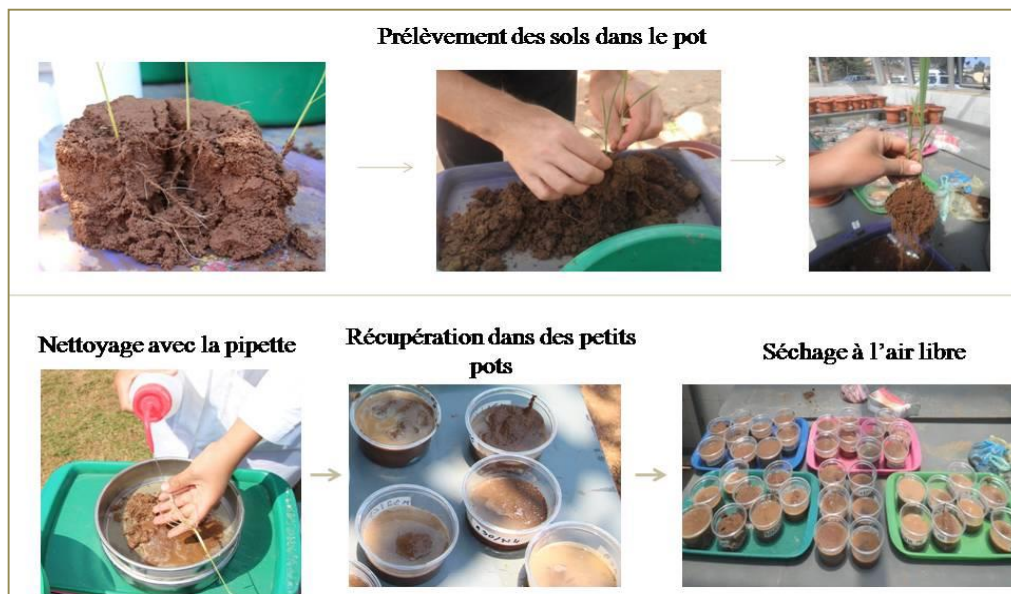 Prélèvement des sols dans le pot
Nettoyage avec la pipette
Récupération dans des petits
pots
Séchage à l'air libre